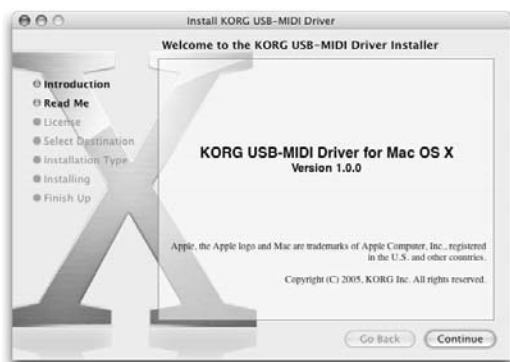 Install KORG USB-MIDI Driver
Welcome to the KORG USB-MIDI Driver Installer
Introduction
Read Me
License
Select Destination
Installation Type
Installing
Finish Up
KORG USB-MIDI Driver for Mac OS X
Version 1.0.0
Apple, the Apple logo and Mac are trademarks of Apple Computer, Inc., registered
in the U.S. and other countries.
Copyright (C) 2005, KORG Inc. All rights reserved.
Go Back
Continue